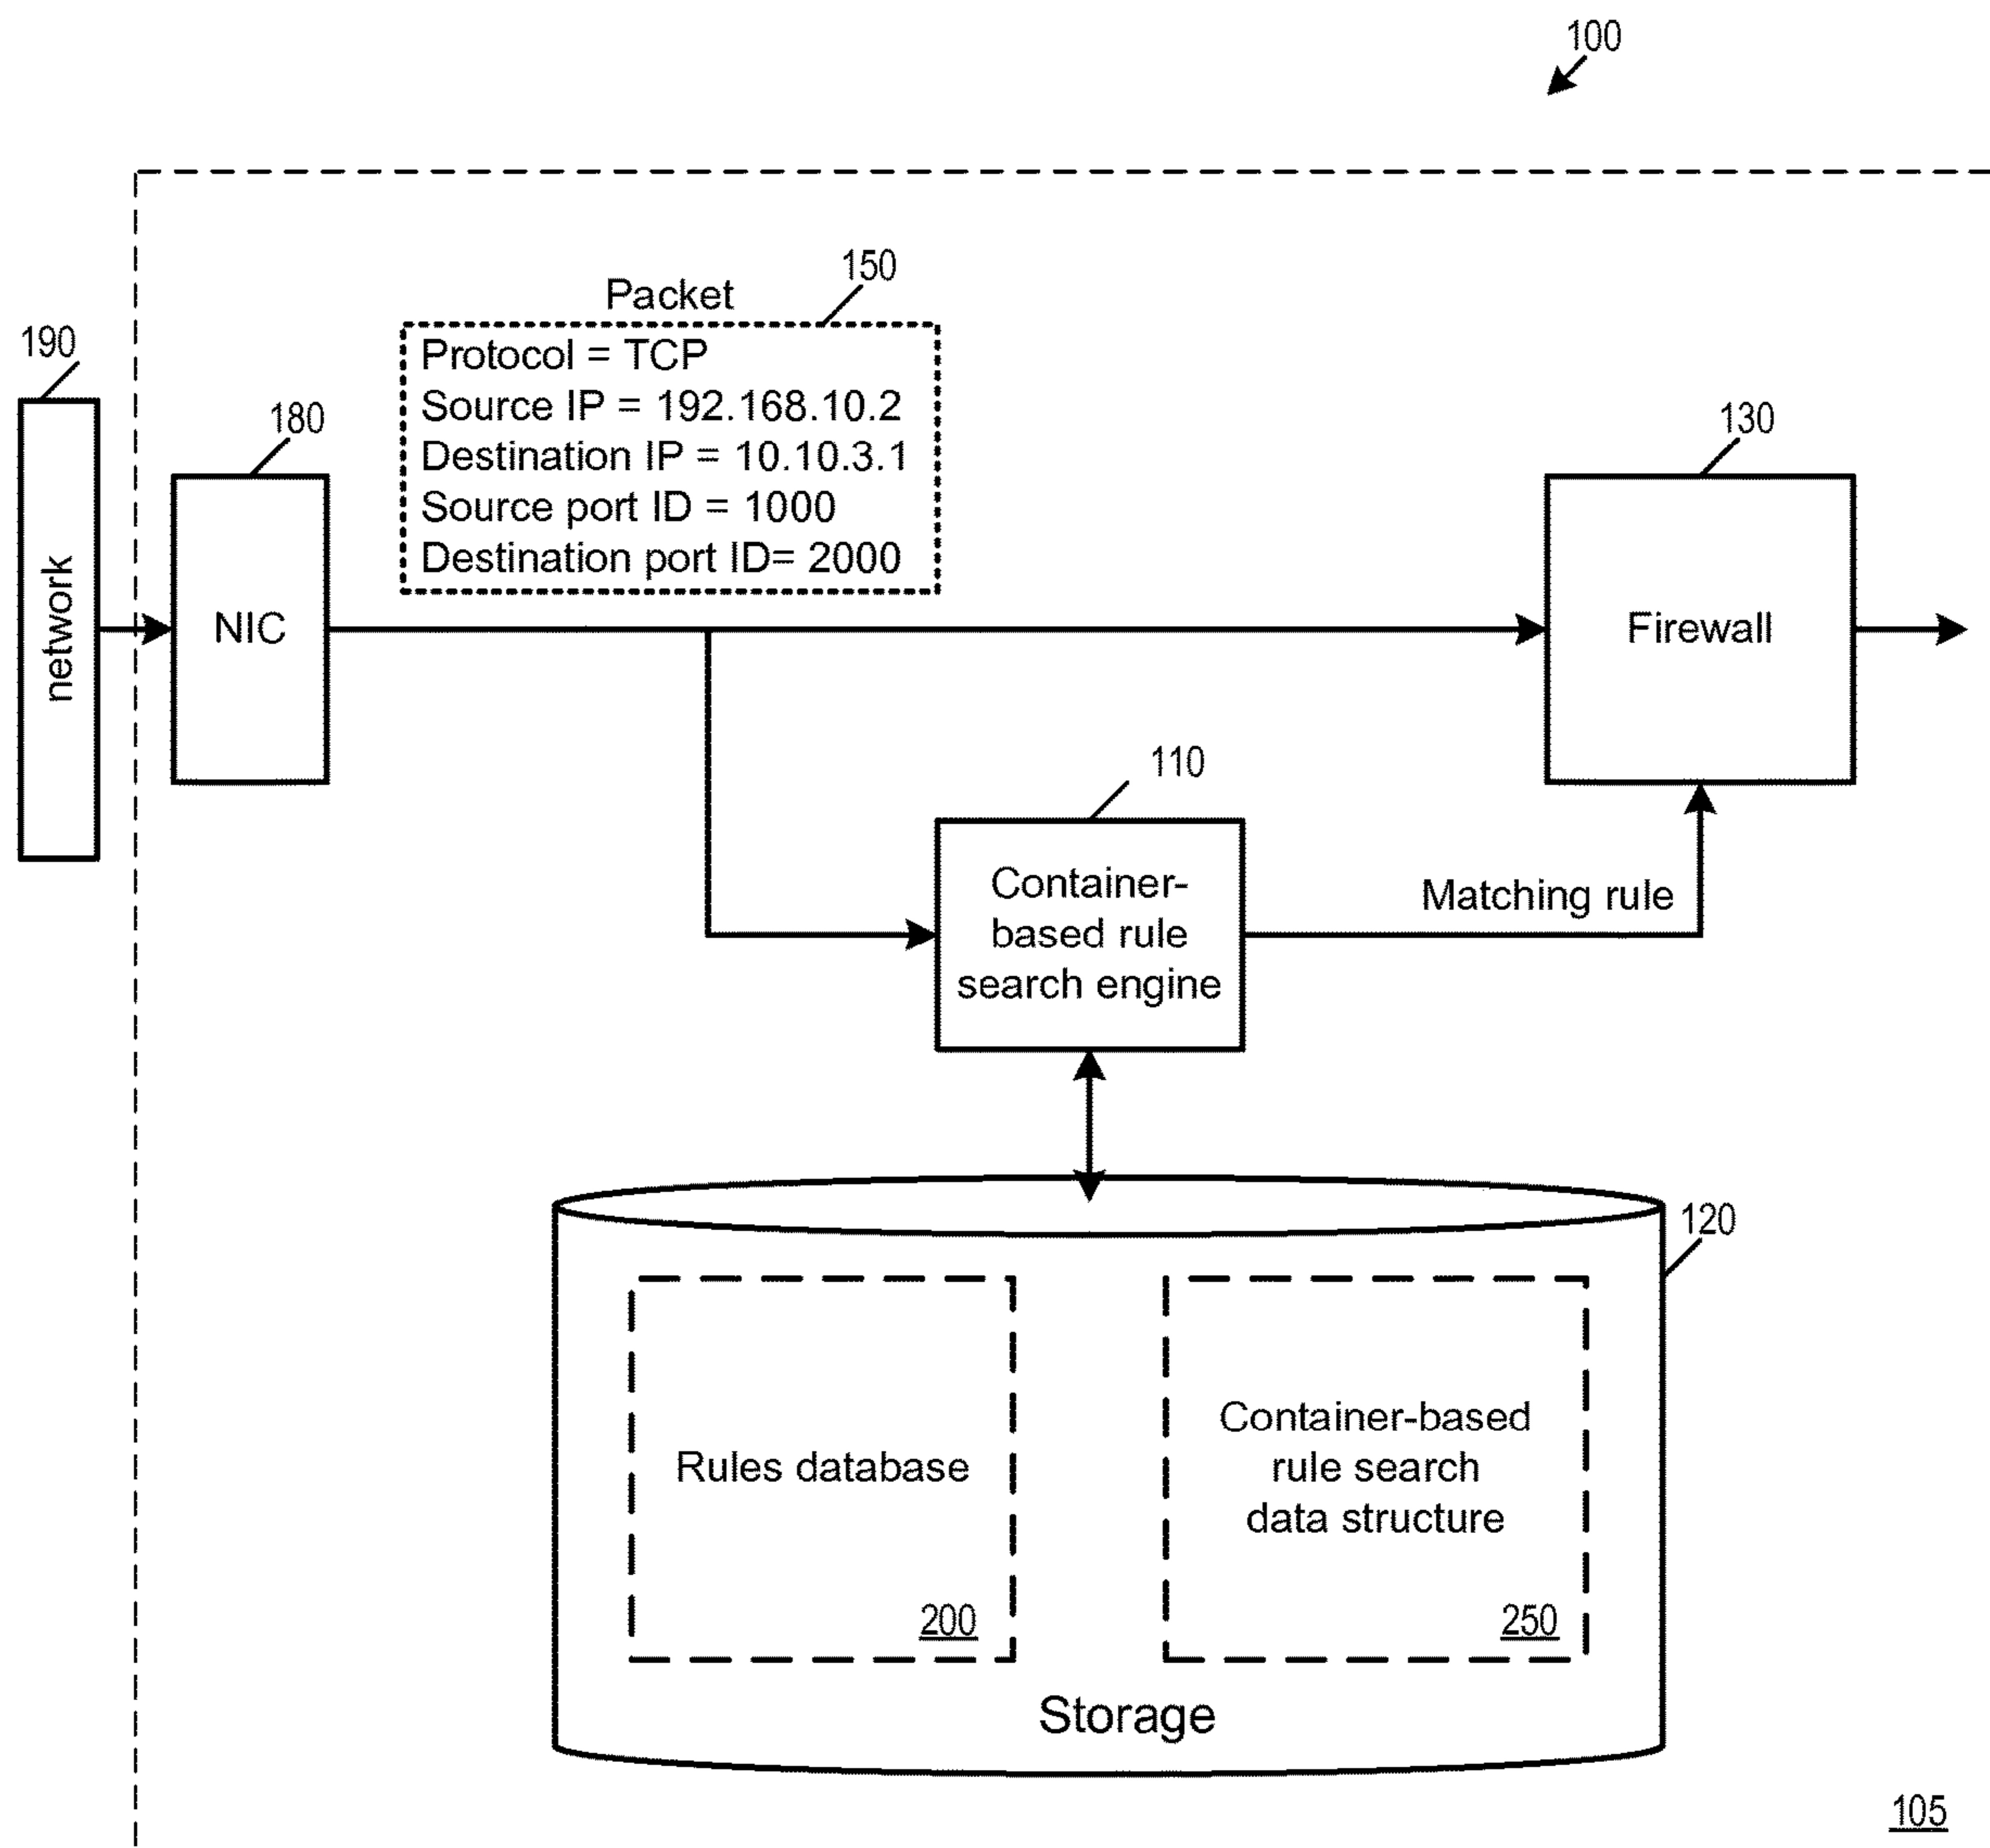 100
150
Packet
Protocol = TCP
Source IP = 192.168.10.2
Destination IP = 10.10.3.1
Source port ID = 1000
Destination port ID= 2000
190
network
180
NIC
130
Firewall
110
Container-
based rule
search engine
Matching rule
120
Rules database
200
Container-based
rule search
data structure
250
Storage
105